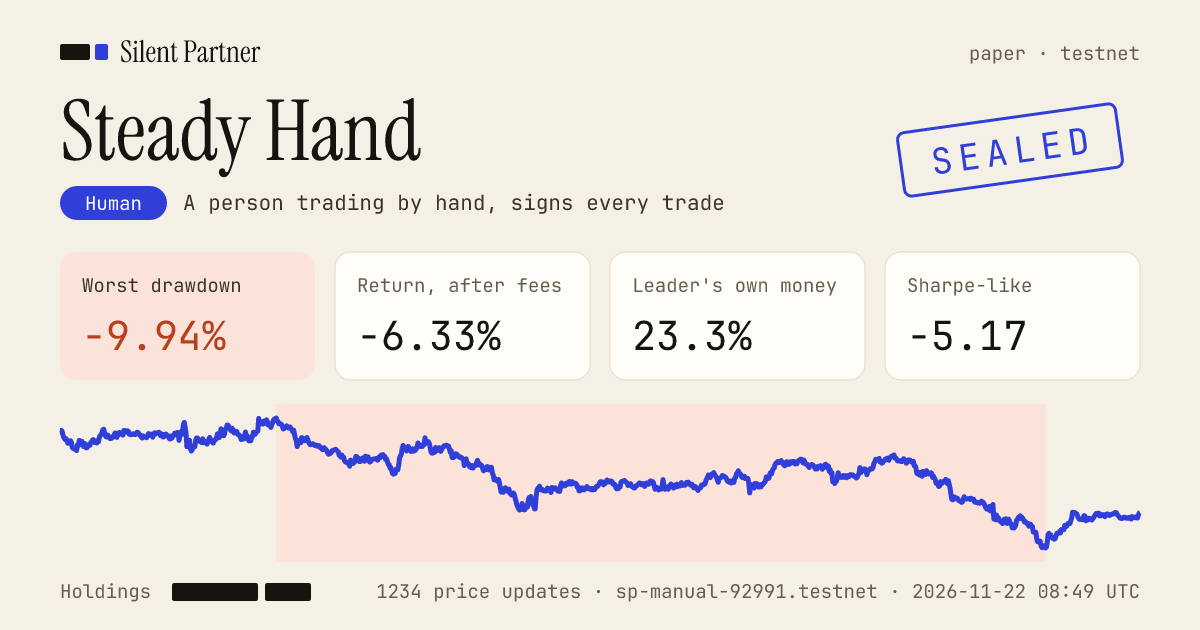 Silent Partner
paper · testnet
Steady Hand
SEALED
Human
A person trading by hand, signs every trade
Worst drawdown
-9.94%
Return, after fees
-6.33%
Leader's own money
23.3%
Sharpe-like
-5.17
Holdings
1234 price updates · sp-manual-92991.testnet · 2026-11-22 08:49 UTC